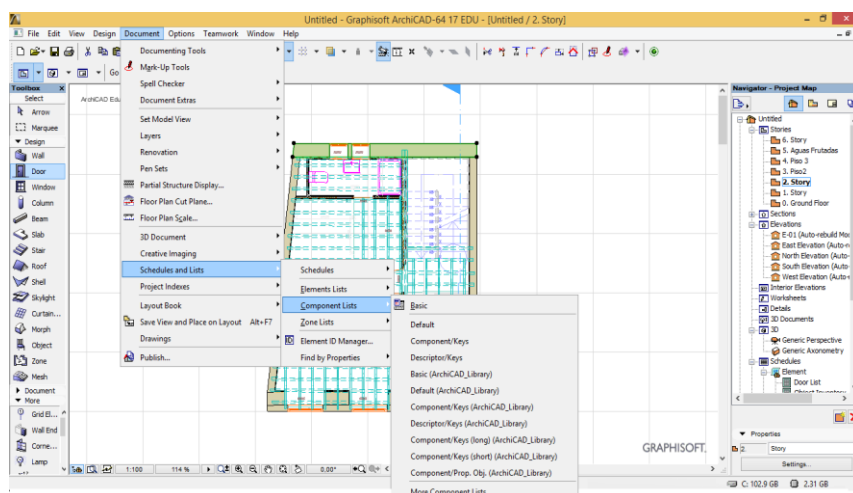 Untitled - Graphisoft ArchiCAD-64 17 EDU - [Untitled / 2. Story]
File Edit View Design Document Options Teamwork Window Help
Go
Toolbox
Select
Arrow
Marquee
Design
Wall
Door
Window
Column
Beam
Slab
Stair
Roof
Shell
Skylight
Curtain...
Morph
Object
Zone
Mesh
Document
More
Grid El...
Wall End
Corne...
Lamp
ArchiCAD Edu
Documenting Tools
Mark-Up Tools
Spell Checker
Document Extras
Set Model View
Layers
Renovation
Pen Sets
Partial Structure Display...
Floor Plan Cut Plane...
Floor Plan Scale...
3D Document
Creative Imaging
Schedules and Lists
Project Indexes
Layout Book
Save View and Place on Layout Alt+F7
Drawings
Publish...
Schedules
Elements Lists
Component Lists
Zone Lists
Element ID Manager...
Find by Properties
Basic
Default
Component/Keys
Descriptor/Keys
Basic (ArchiCAD_Library)
Default (ArchiCAD_Library)
Component/Keys (ArchiCAD_Library)
Descriptor/Keys (ArchiCAD_Library)
Component/Keys (long) (ArchiCAD_Library)
Component/Keys (short) (ArchiCAD_Library)
Component/Prop. Obj. (ArchiCAD_Library)
More Component Lists
GRAPHISOFT.
1:100 114 % 0.00°
Navigator - Project Map
Untitled
Stories
6. Story
5. Aguas Frutadas
4. Piso 3
3. Piso2
2. Story
1. Story
0. Ground Floor
Sections
Elevations
E-01 (Auto-rebuild Mo
East Elevation (Auto-r
North Elevation (Auto-
South Elevation (Auto-
West Elevation (Auto-
Interior Elevations
Worksheets
Details
3D Documents
3D
Generic Perspective
Generic Axonometry
Schedules
Element
Door List
Properties
2. Story
Settings...
C: 102.9 GB 2.31 GB